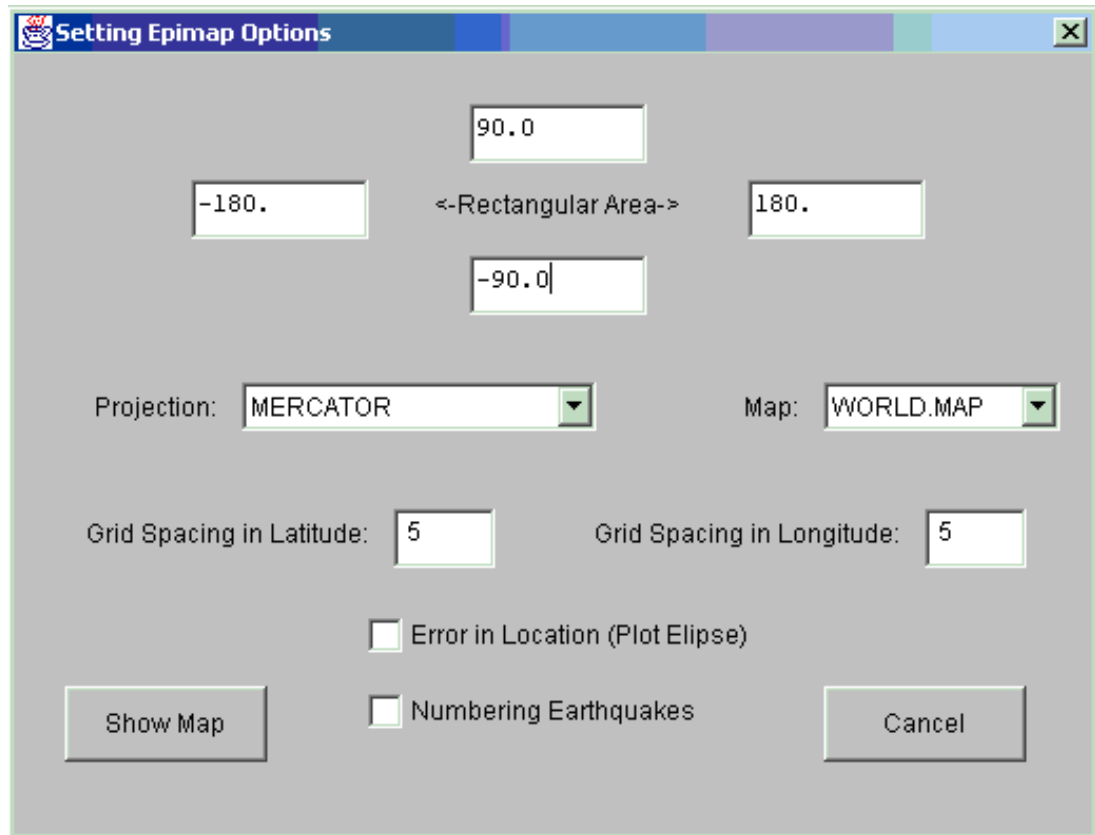 Setting Epimap Options
90.0
-180. <-Rectangular Area-> 180.
-90.0
Projection: MERCATOR Map: WORLD.MAP
Grid Spacing in Latitude: 5 Grid Spacing in Longitude: 5
Error in Location (Plot Elipse)
Show Map Numbering Earthquakes Cancel